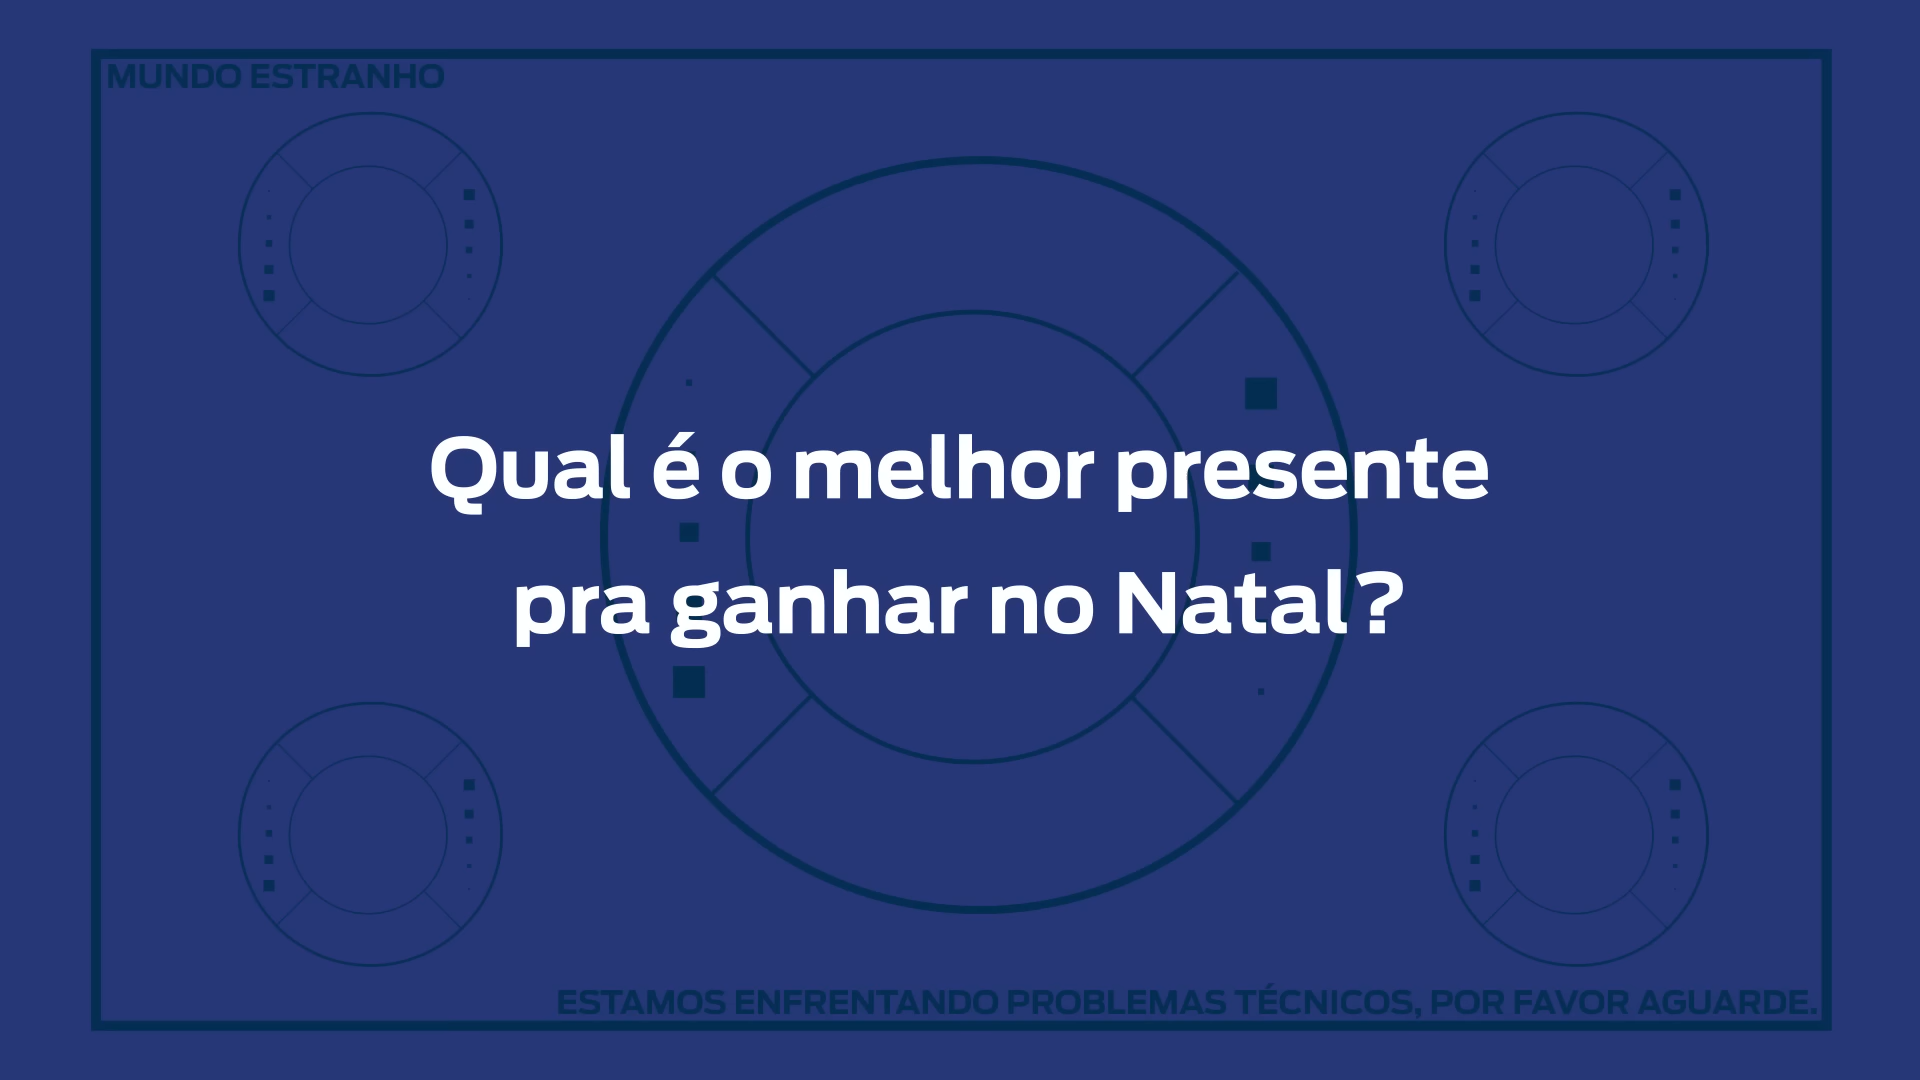 MUNDO ESTRANHO
Qual é o melhor presente
pra ganhar no Natal?
ESTAMOS ENFRENTANDO PROBLEMAS TÉCNICOS, POR FAVOR AGUARDE.